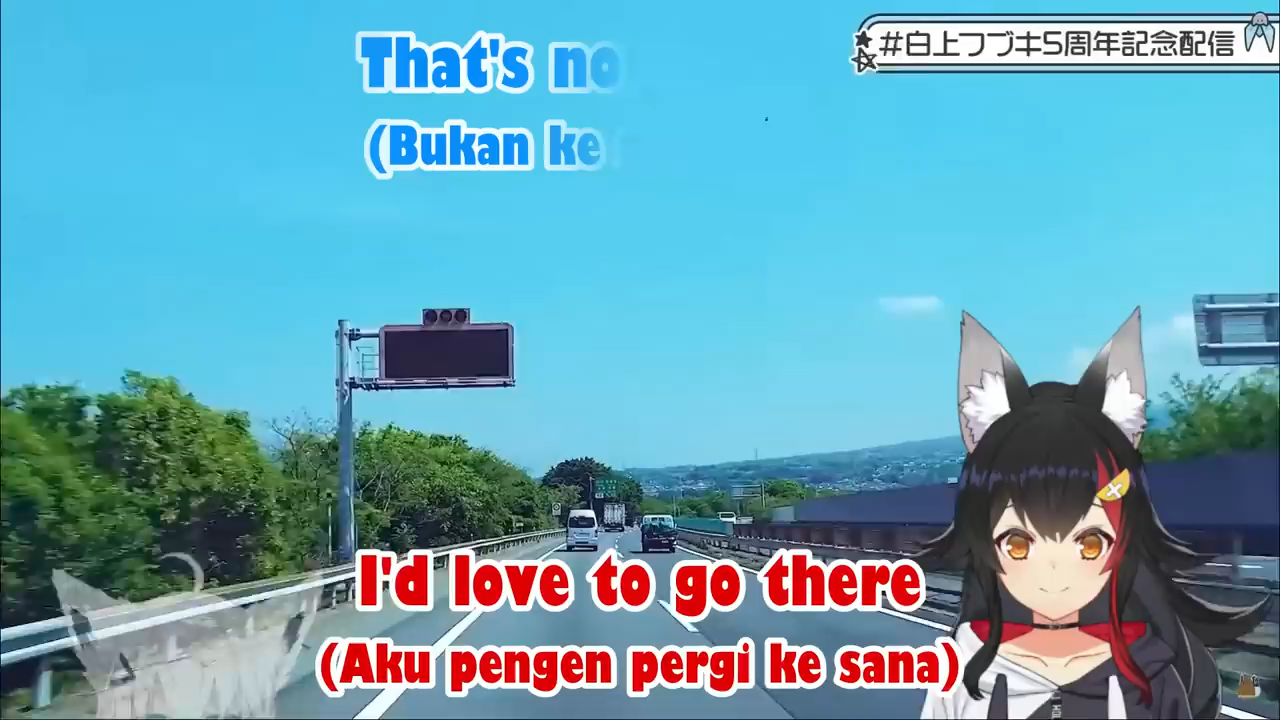 #白上フブキ5周年記念配信
That's no
(Bukan ke
I'd love to go there
(Aku pengen pergi ke sana)